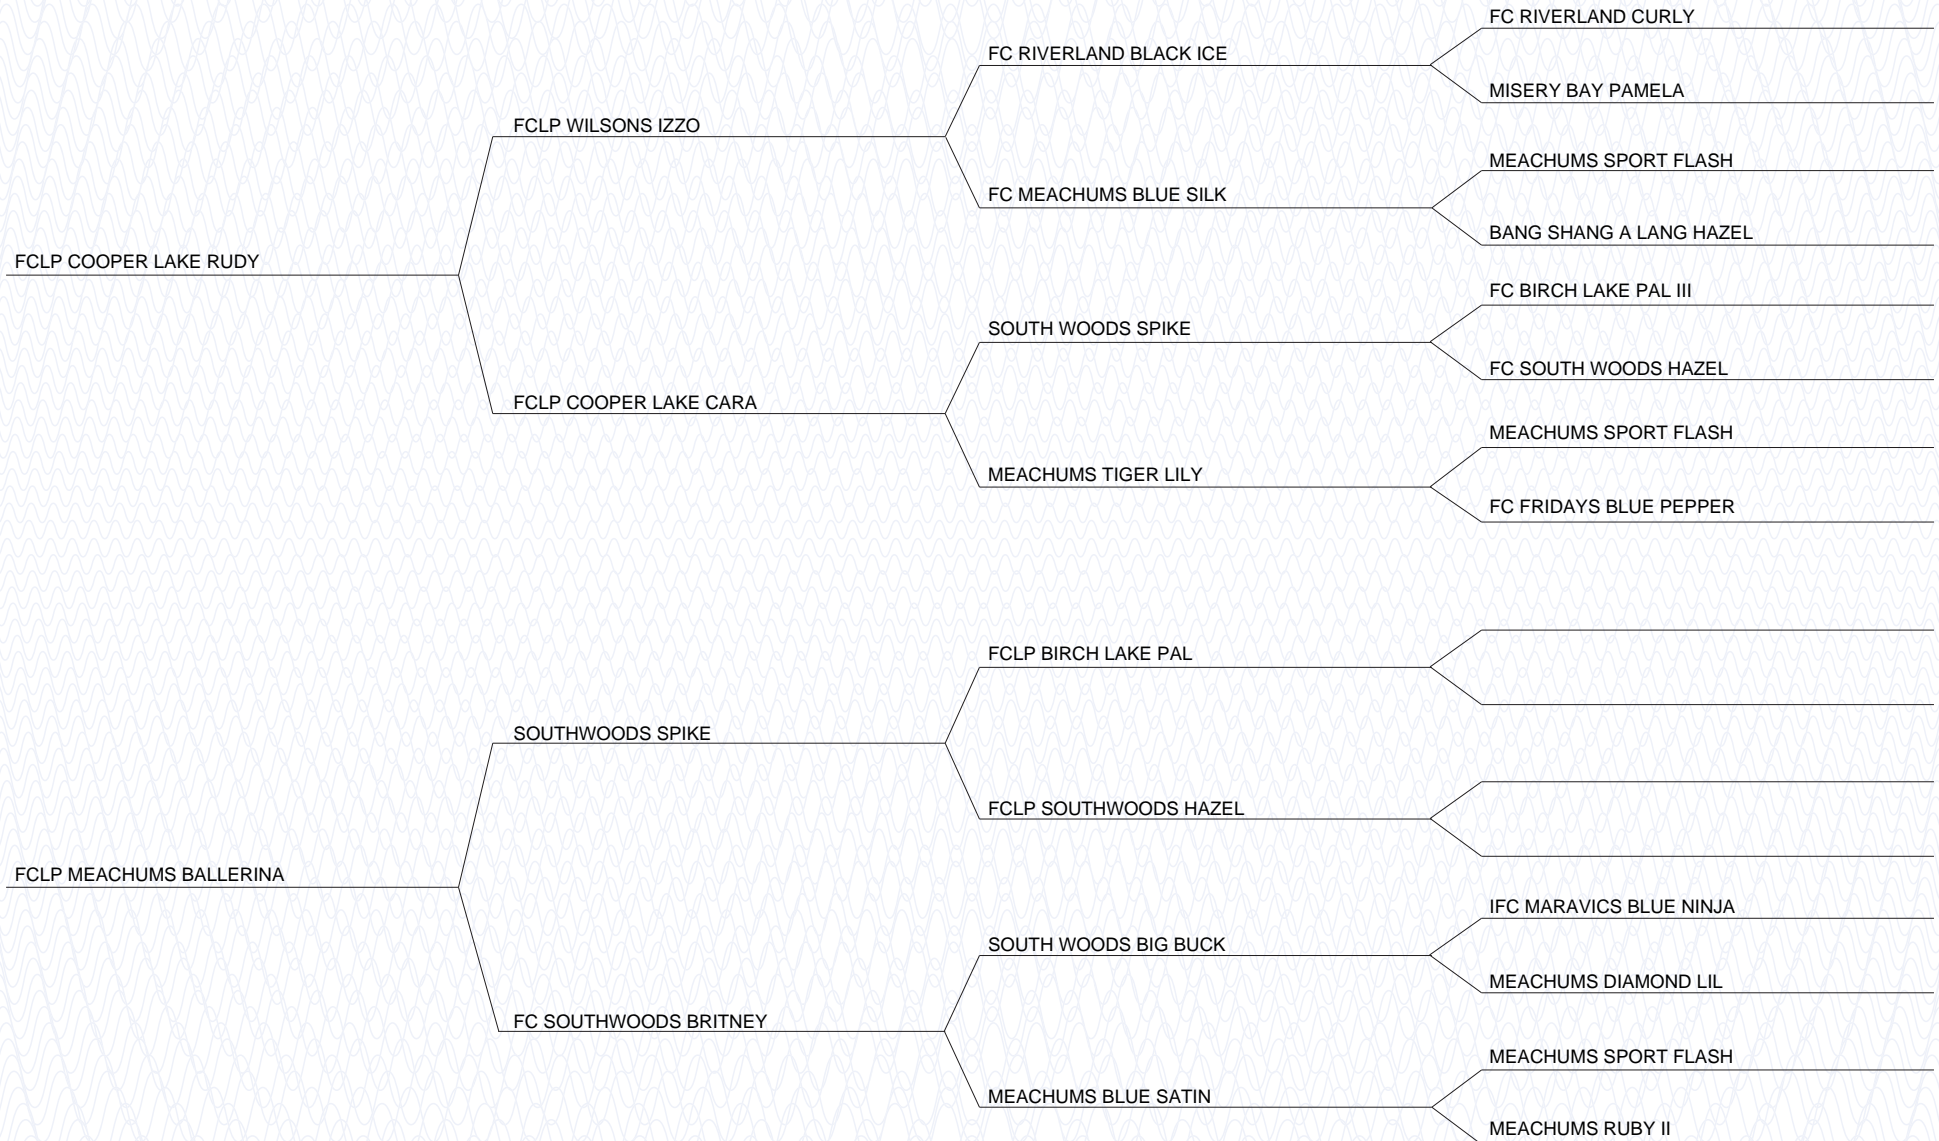 FC RIVERLAND CURLY
FC RIVERLAND BLACK ICE
MISERY BAY PAMELA
FCLP WILSONS IZZO
MEACHUMS SPORT FLASH
FC MEACHUMS BLUE SILK
BANG SHANG A LANG HAZEL
FCLP COOPER LAKE RUDY
FC BIRCH LAKE PAL III
SOUTH WOODS SPIKE
FC SOUTH WOODS HAZEL
FCLP COOPER LAKE CARA
MEACHUMS SPORT FLASH
MEACHUMS TIGER LILY
FC FRIDAYS BLUE PEPPER
FCLP BIRCH LAKE PAL
SOUTHWOODS SPIKE
FCLP SOUTHWOODS HAZEL
FCLP MEACHUMS BALLERINA
IFC MARAVICS BLUE NINJA
SOUTH WOODS BIG BUCK
MEACHUMS DIAMOND LIL
FC SOUTHWOODS BRITNEY
MEACHUMS SPORT FLASH
MEACHUMS BLUE SATIN
MEACHUMS RUBY II